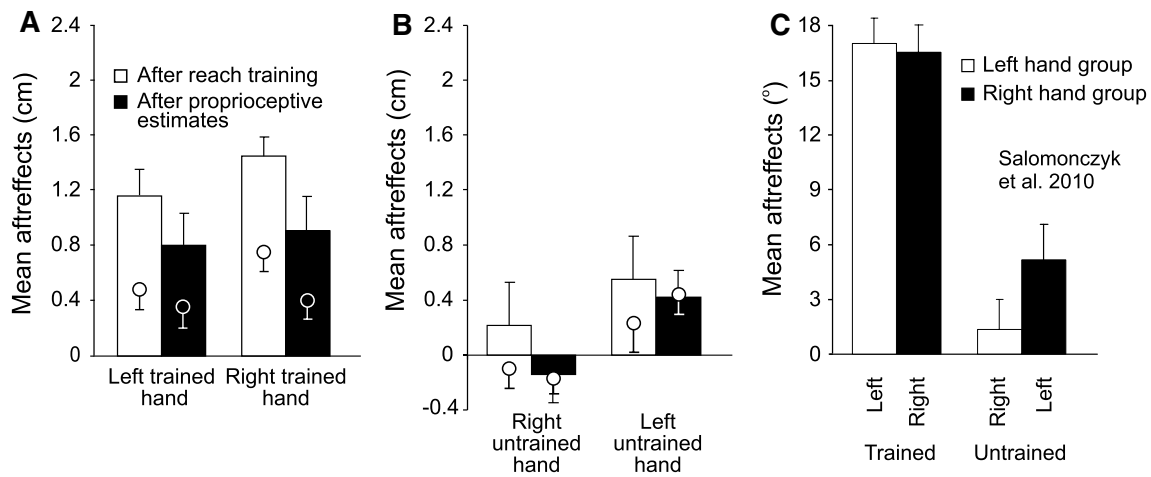 A
Mean aftreffects (cm)
2.4
2
1.6
1.2
0.8
0.4
0
After reach training
After proprioceptive
estimates
Left trained
hand
Right trained
hand
B
Mean aftreffects (cm)
2.4
2
1.6
1.2
0.8
0.4
0
-0.4
Right
untrained
hand
Left
untrained
hand
C
Mean aftreffects (°)
18
15
12
9
6
3
0
Left hand group
Right hand group
Salomonczyk
et al. 2010
Left
Right
Right
Left
Trained
Untrained